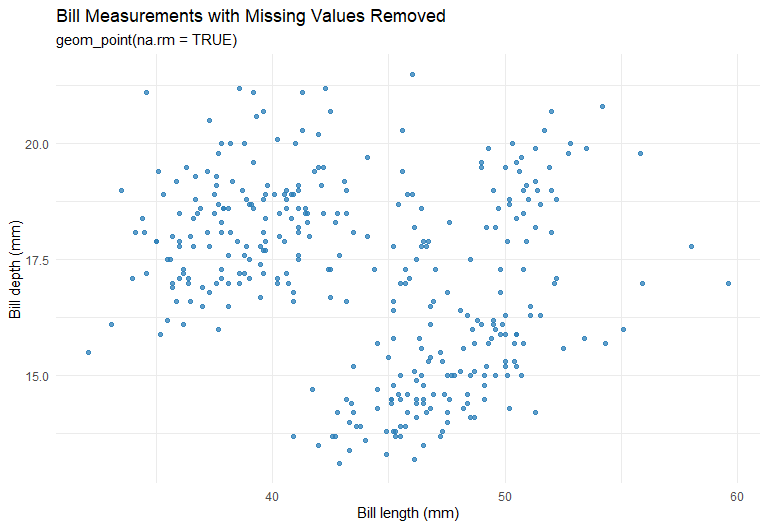 Bill Measurements with Missing Values Removed
geom_point(na.rm = TRUE)
Bill depth (mm)
20.0
17.5
15.0
40
50
60
Bill length (mm)